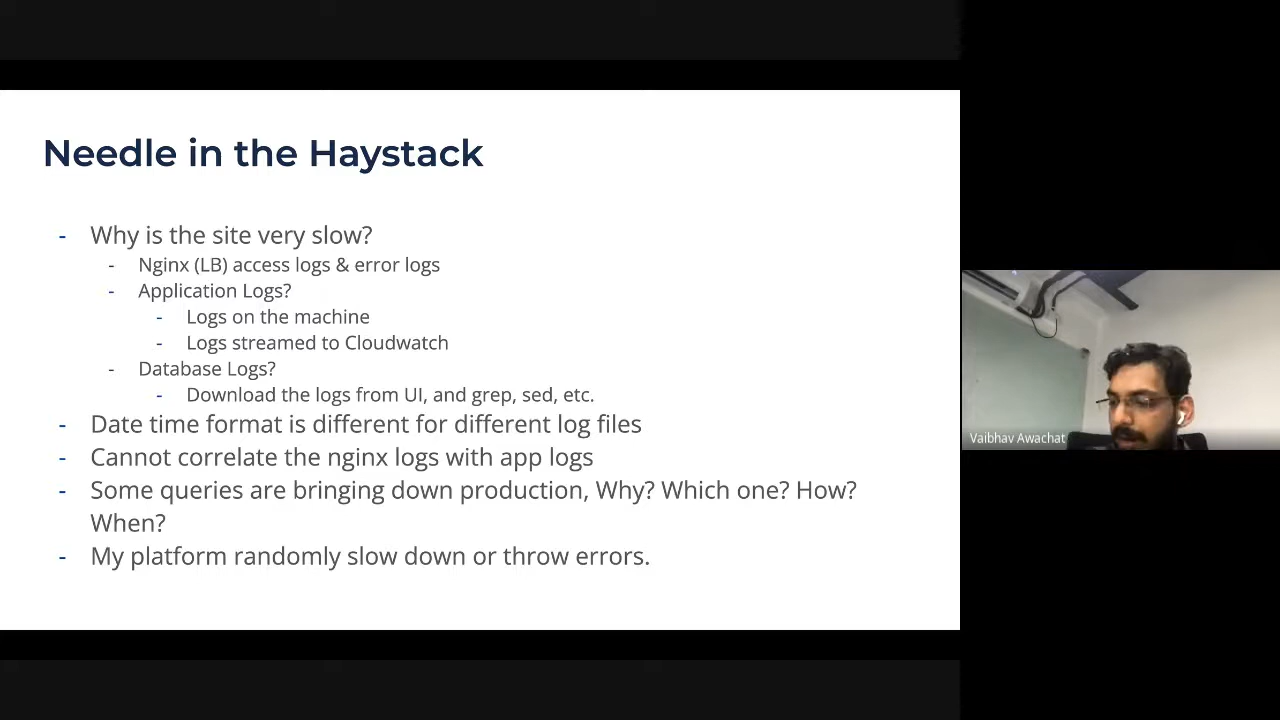 Needle in the Haystack
- Why is the site very slow?
- Nginx (LB) access logs & error logs
- Application Logs?
- Logs on the machine
- Logs streamed to Cloudwatch
- Database Logs?
- Download the logs from UI, and grep, sed, etc.
- Date time format is different for different log files
- Cannot correlate the nginx logs with app logs
- Some queries are bringing down production, Why? Which one? How?
When?
- My platform randomly slow down or throw errors.
Vaibhav Awachat